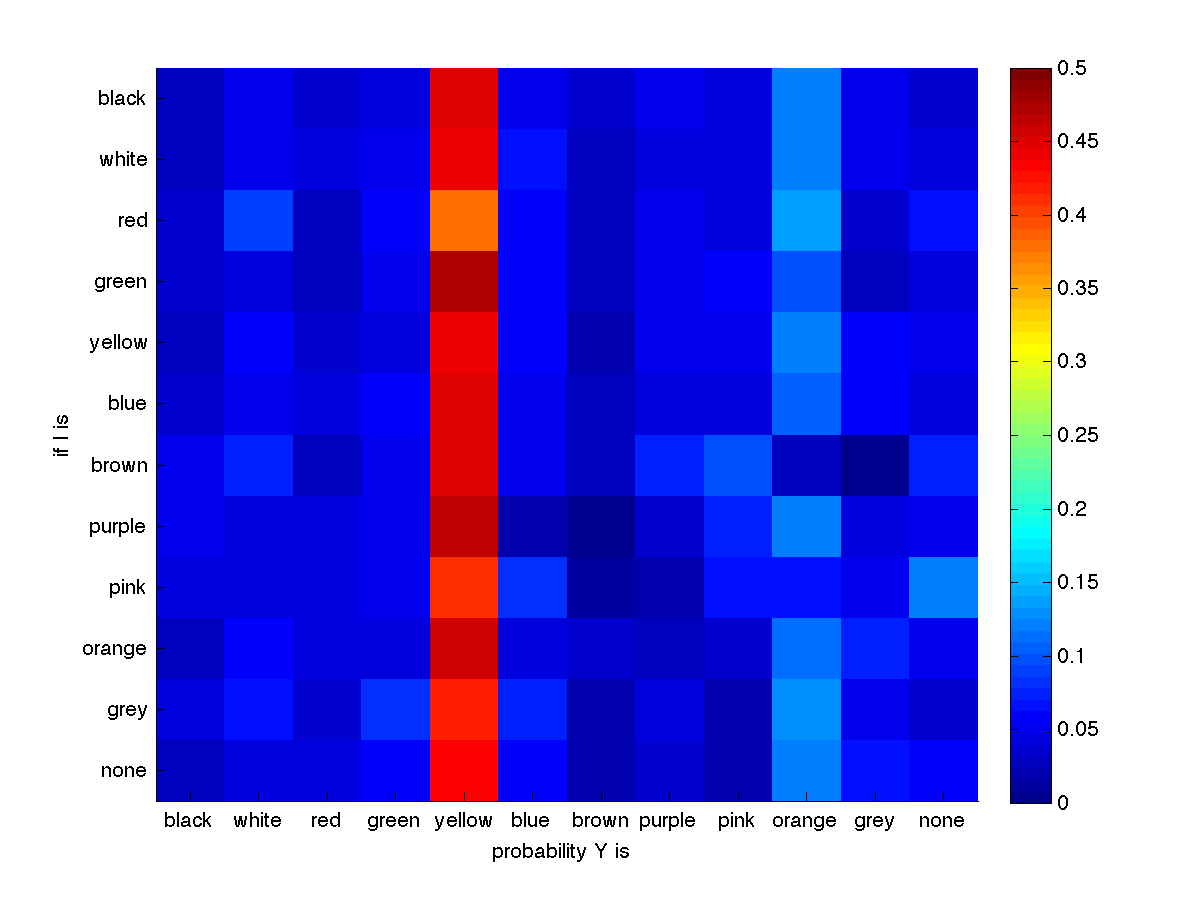 black
white
red
green
yellow
blue
brown
purple
pink
orange
grey
none
if I is
black white red green yellow blue brown purple pink orange grey none
probability Y is
0.5
0.45
0.4
0.35
0.3
0.25
0.2
0.15
0.1
0.05
0